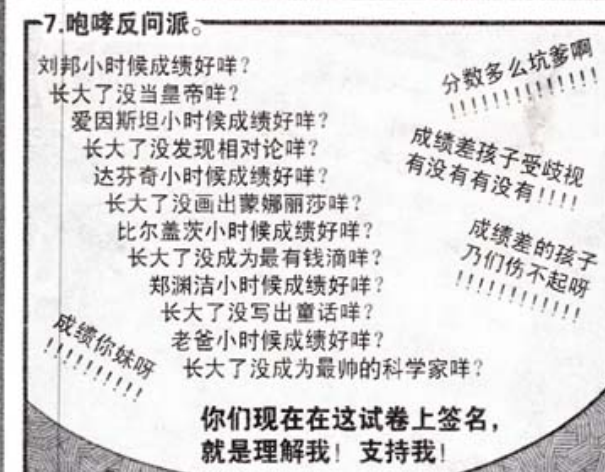 7.咆哮反问派。
刘邦小时候成绩好咩?
长大了没当皇帝咩?
爱因斯坦小时候成绩好咩?
长大了没发现相对论咩?
达芬奇小时候成绩好咩?
长大了没画出蒙娜丽莎咩?
比尔盖茨小时候成绩好咩?
长大了没成为最有钱滴咩?
郑渊洁小时候成绩好咩?
长大了没写出童话咩?
老爸小时候成绩好咩?
长大了没成为最帅的科学家咩?
分数多么坑爹啊
!!!!!!!!!!!!!
成绩差孩子受歧视
有没有有没有!!!!
成绩差的孩子
乃们伤不起呀
!!!!!!!!!!!!
成绩你妹呀
!!!!!!!!!!
你们现在在这试卷上签名,
就是理解我!支持我!